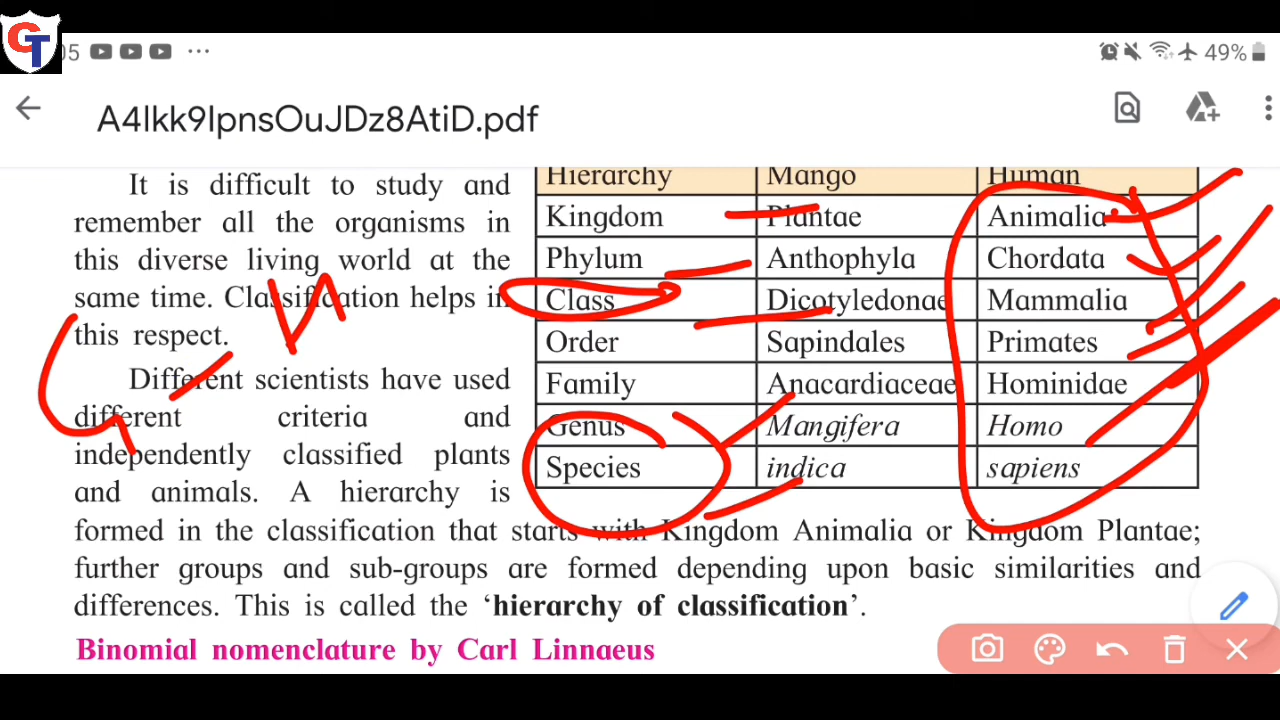 GT
05 ... 49%
A4lkk9IpnsOuJDz8AtiD.pdf
It is difficult to study and
remember all the organisms in
this diverse living world at the
same time. Classification helps in
this respect.
Different scientists have used
different criteria and
independently classified plants
and animals. A hierarchy is
Hierarchy Mango Human
Kingdom Plantae Animalia
Phylum Anthophyla Chordata
Class Dicotyledonae Mammalia
Order Sapindales Primates
Family Anacardiaceae Hominidae
Genus Mangifera Homo
Species indica sapiens
formed in the classification that starts with Kingdom Animalia or Kingdom Plantae;
further groups and sub-groups are formed depending upon basic similarities and
differences. This is called the ‘hierarchy of classification’.
Binomial nomenclature by Carl Linnaeus